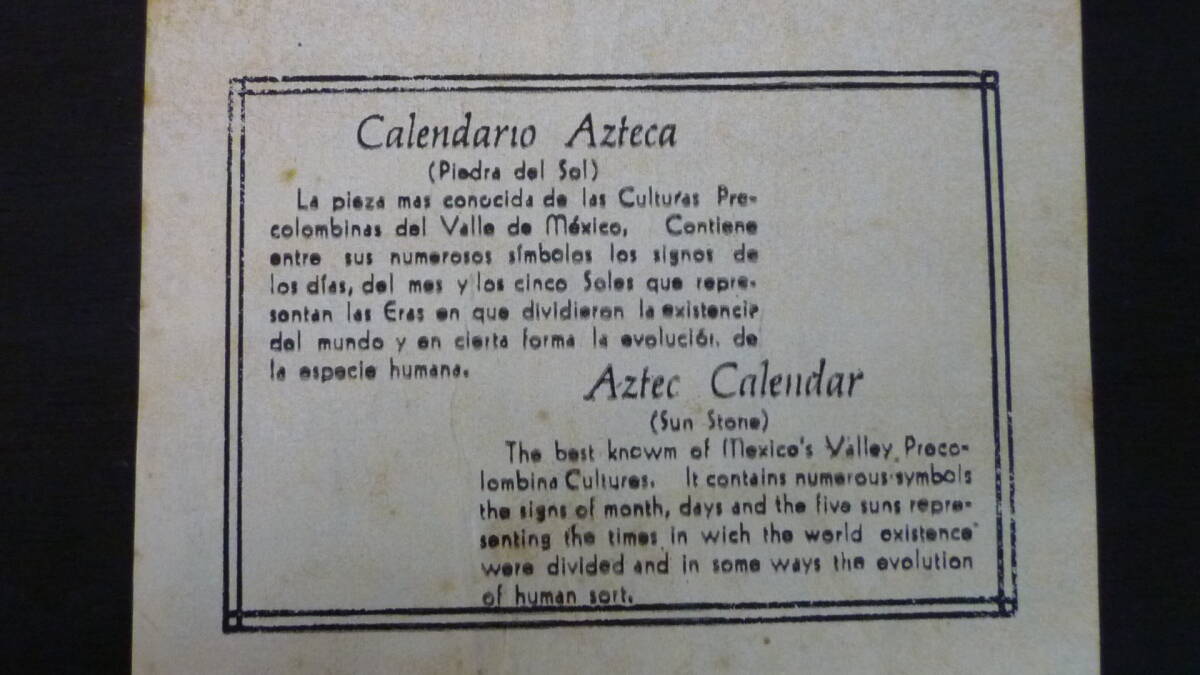 Calendario Azteca
(Piedra del Sol)
La pieza mas conocida de las Culturas Pre-
colombinas del Valle de México, Contiene
entre sus numerosos símbolos los signos de
los días, del mes y los cinco Soles que repre-
sentan las Eras en que dividieron la existencia
del mundo y en cierta forma la evolución, de
la especie humana.
Aztec Calendar
(Sun Stone)
The best knowm of Mexico's Valley Preco-
lombina Cultures. It contains numerous symbols
the signs of month, days and the five suns repre-
senting the times in wich the world existence
were divided and in some ways the evolution
of human sort.